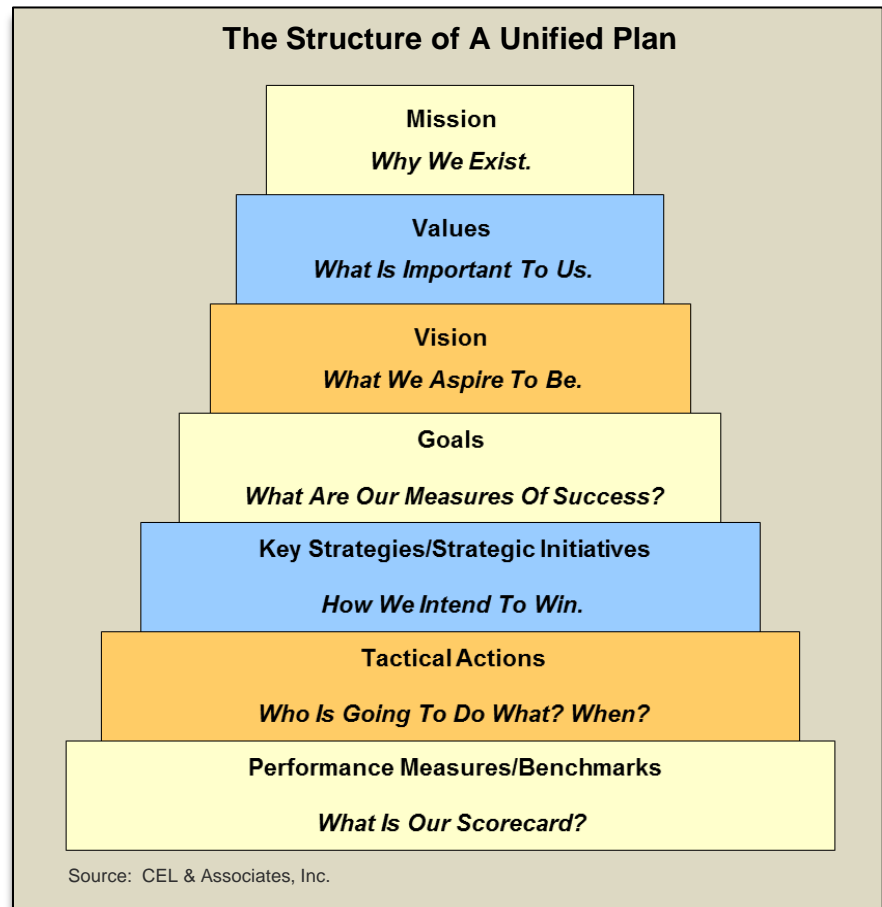 The Structure of A Unified Plan
Mission
Why We Exist.
Values
What Is Important To Us.
Vision
What We Aspire To Be.
Goals
What Are Our Measures Of Success?
Key Strategies/Strategic Initiatives
How We Intend To Win.
Tactical Actions
Who Is Going To Do What? When?
Performance Measures/Benchmarks
What Is Our Scorecard?
Source: CEL & Associates, Inc.